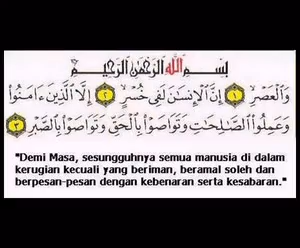 بِسْمِ اللَّهِ الرَّحْمَٰنِ الرَّحِيمِ
وَالْعَصْرِ ١ إِنَّ الْإِنسَانَ لَفِي خُسْرٍ ٢ إِلَّا الَّذِينَ ءَامَنُوا
وَعَمِلُوا الصَّالِحَاتِ وَتَوَاصَوْا بِالْحَقِّ وَتَوَاصَوْا بِالصَّبْرِ ٣
"Demi Masa, sesungguhnya semua manusia di dalam
kerugian kecuali yang beriman, beramal soleh dan
berpesan-pesan dengan kebenaran serta kesabaran."